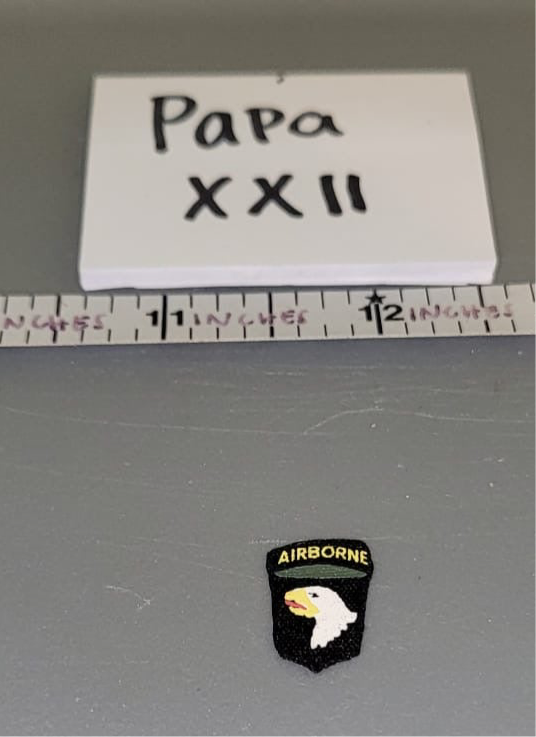 Papa
XXII
INCHES 11 INCHES 12 INCHES
AIRBORNE